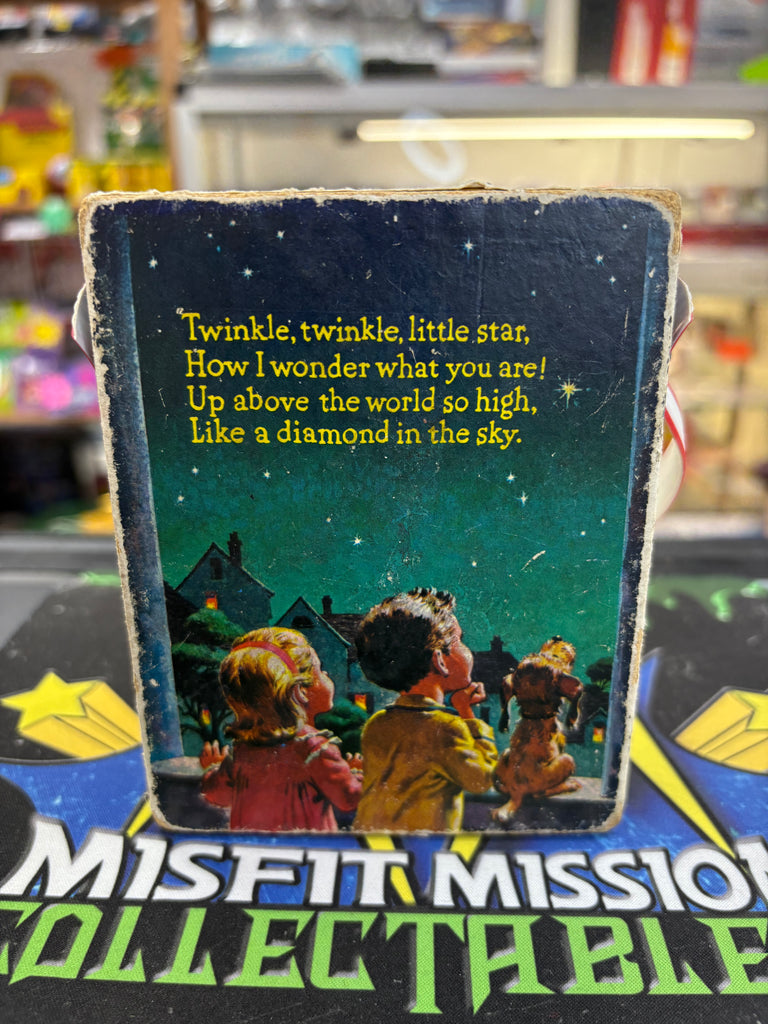 "Twinkle, twinkle, little star,
How I wonder what you are!
Up above the world so high,
Like a diamond in the sky.
MISFIT MISSION
COLLECTABLE